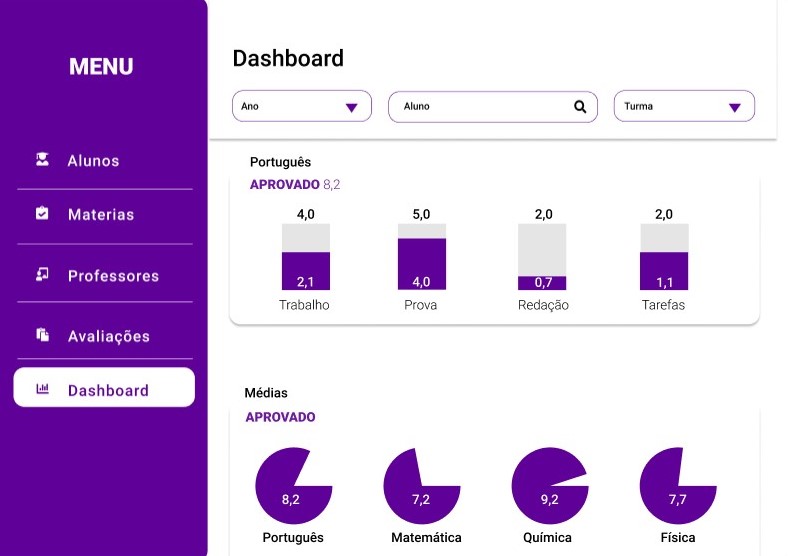 MENU
Alunos
Materias
Professores
Avaliações
Dashboard
Dashboard
Ano
Aluno
Turma
Português
APROVADO 8,2
4,0 5,0 2,0 2,0
2,1 4,0 0,7 1,1
Trabalho Prova Redação Tarefas
Médias
APROVADO
8,2 7,2 9,2 7,7
Português Matemática Química Física